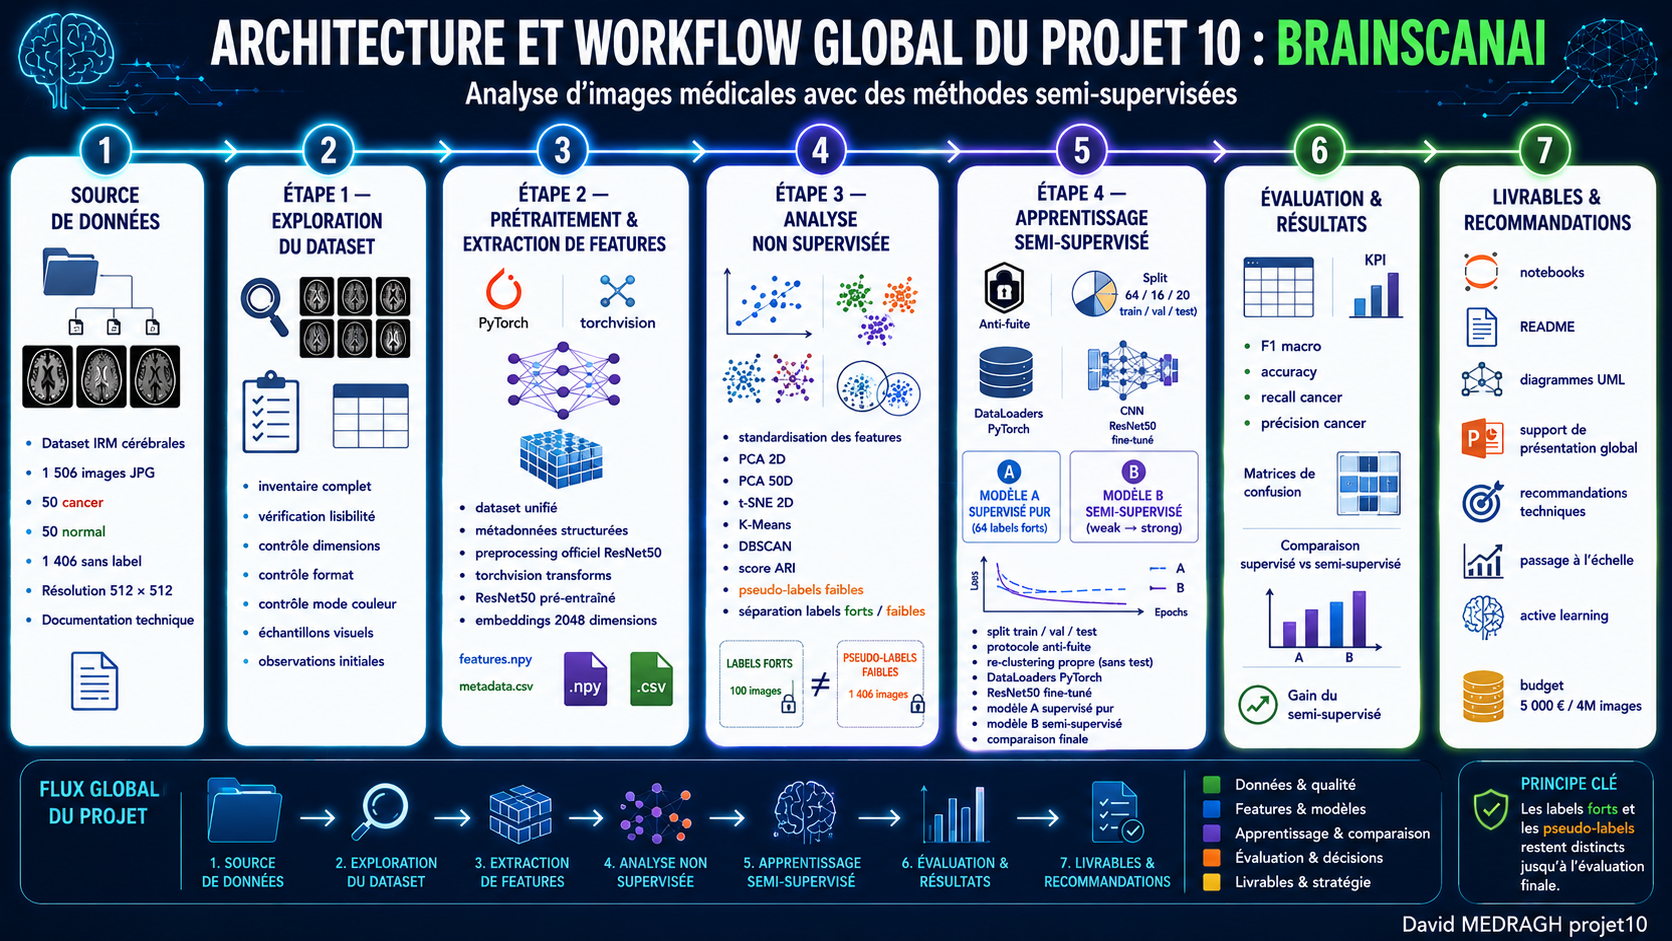 ARCHITECTURE ET WORKFLOW GLOBAL DU PROJET 10 : BRAINSCANAI
Analyse d'images médicales avec des méthodes semi-supervisées
1
SOURCE
DE DONNÉES
Dataset IRM cérébrales
1 506 images JPG
50 cancer
50 normal
1 406 sans label
Résolution 512 × 512
Documentation technique
2
ÉTAPE 1 —
EXPLORATION
DU DATASET
inventaire complet
vérification lisibilité
contrôle dimensions
contrôle format
contrôle mode couleur
échantillons visuels
observations initiales
3
ÉTAPE 2 —
PRÉTRAITEMENT &
EXTRACTION DE FEATURES
PyTorch
torchvision
dataset unifié
métadonnées structurées
preprocessing officiel ResNet50
torchvision transforms
ResNet50 pré-entraîné
embeddings 2048 dimensions
features.npy
metadata.csv
.npy
.csv
4
ÉTAPE 3 —
ANALYSE
NON SUPERVISÉE
standardisation des features
PCA 2D
PCA 50D
t-SNE 2D
K-Means
DBSCAN
score ARI
pseudo-labels faibles
séparation labels forts / faibles
LABELS FORTS
100 images
≠
PSEUDO-LABELS
FAIBLES
1 406 images
5
ÉTAPE 4 —
APPRENTISSAGE
SEMI-SUPERVISÉ
Anti-fuite
Split
64 / 16 / 20
train / val / test)
DataLoaders
PyTorch
CNN
ResNet50
fine-tuné
A
MODÈLE A
SUPERVISÉ PUR
(64 labels forts)
B
MODÈLE B
SEMI-SUPERVISÉ
(weak → strong)
Loss
A
B
Epochs
split train / val / test
protocole anti-fuite
re-clustering propre (sans test)
DataLoaders PyTorch
ResNet50 fine-tuné
modèle A supervisé pur
modèle B semi-supervisé
comparaison finale
6
ÉVALUATION &
RÉSULTATS
KPI
F1 macro
accuracy
recall cancer
précision cancer
Matrices de
confusion
Comparaison
supervisé vs semi-supervisé
A
B
Gain du
semi-supervisé
7
LIVRABLES &
RECOMMANDATIONS
notebooks
README
diagrammes UML
P
support de
présentation global
recommandations
techniques
passage à l'échelle
active learning
budget
5 000 € / 4M images
FLUX GLOBAL
DU PROJET
1. SOURCE
DE DONNÉES
2. EXPLORATION
DU DATASET
3. EXTRACTION
DE FEATURES
4. ANALYSE NON
SUPERVISÉE
5. APPRENTISSAGE
SEMI-SUPERVISÉ
6. ÉVALUATION &
RÉSULTATS
7. LIVRABLES &
RECOMMANDATIONS
Données & qualité
Features & modèles
Apprentissage & comparaison
Évaluation & décisions
Livrables & stratégie
PRINCIPE CLÉ
Les labels forts et
les pseudo-labels
restent distincts
jusqu'à l'évaluation
finale.
David MEDRAGH projet10